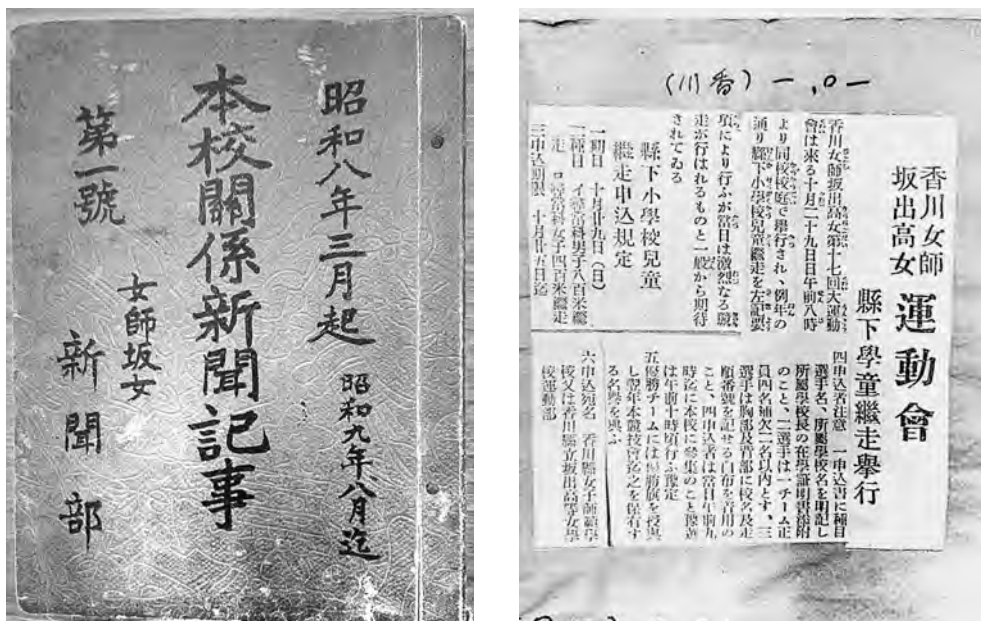 昭和八年三月起
昭和九年八月迄
本校關係新聞記事
第一號
女師坂女
新聞部
(川香) 一、〇一
香川女師
坂出高女
運動會
縣下學童繼走擧行
香川女師坂出高女第十七回大運動
會は來る十月二十九日日午前八時
より同校校庭で擧行され、例年の
通り縣下小學校兒童繼走を左記要
項により行ふが當日は激烈なる競
走が行はれるものと一般から期待
されてゐる
縣下小學校兒童
繼走申込規定
一期日 十月廿九日(日)
二種目 イ尋常科男子八百米繼
走 ロ尋常科女子四百米繼走
三申込期限 十月廿五日迄
四申込者注意 一申込書に種目
選手名、所屬學校名を明記し
所屬學校長の在學証明書添附
のこと、二選手は一チーム正
員四名補欠二名以内とす、三
選手は胸部及背部に校名及走
順番號を記せる白布を着用の
こと、四申込者は當日午前九
時迄に本校に參集のこと豫選
は午前十時頃行ふ豫定
五優勝チームには優勝旗を授與
し翌年本競技會迄之を保有す
る名譽を與ふ
六申込宛名 香川縣女子師範學
校又は香川縣立坂出高等女學
校運動部